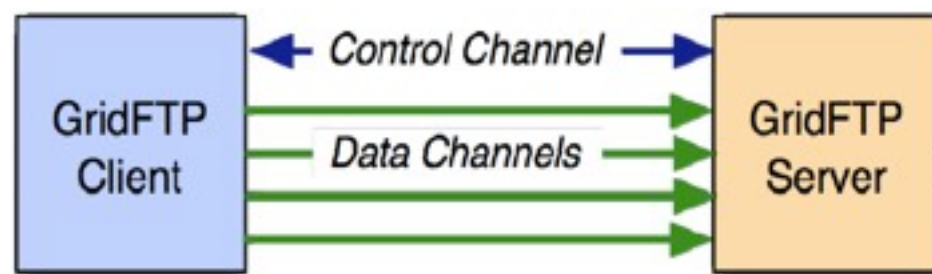 GridFTP
Client
Control Channel
Data Channels
GridFTP
Server